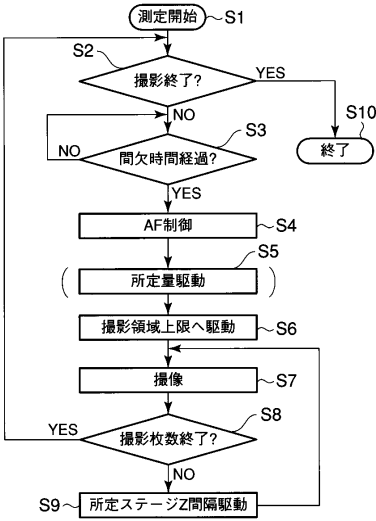 測定開始 S1
S2
撮影終了?
YES
NO
S3
S10
間欠時間経過?
NO
終了
YES
AF制御 S4
S5
( 所定量駆動 )
撮影領域上限へ駆動 S6
撮像 S7
S8
YES
撮影枚数終了?
NO
S9 所定ステージZ間隔駆動